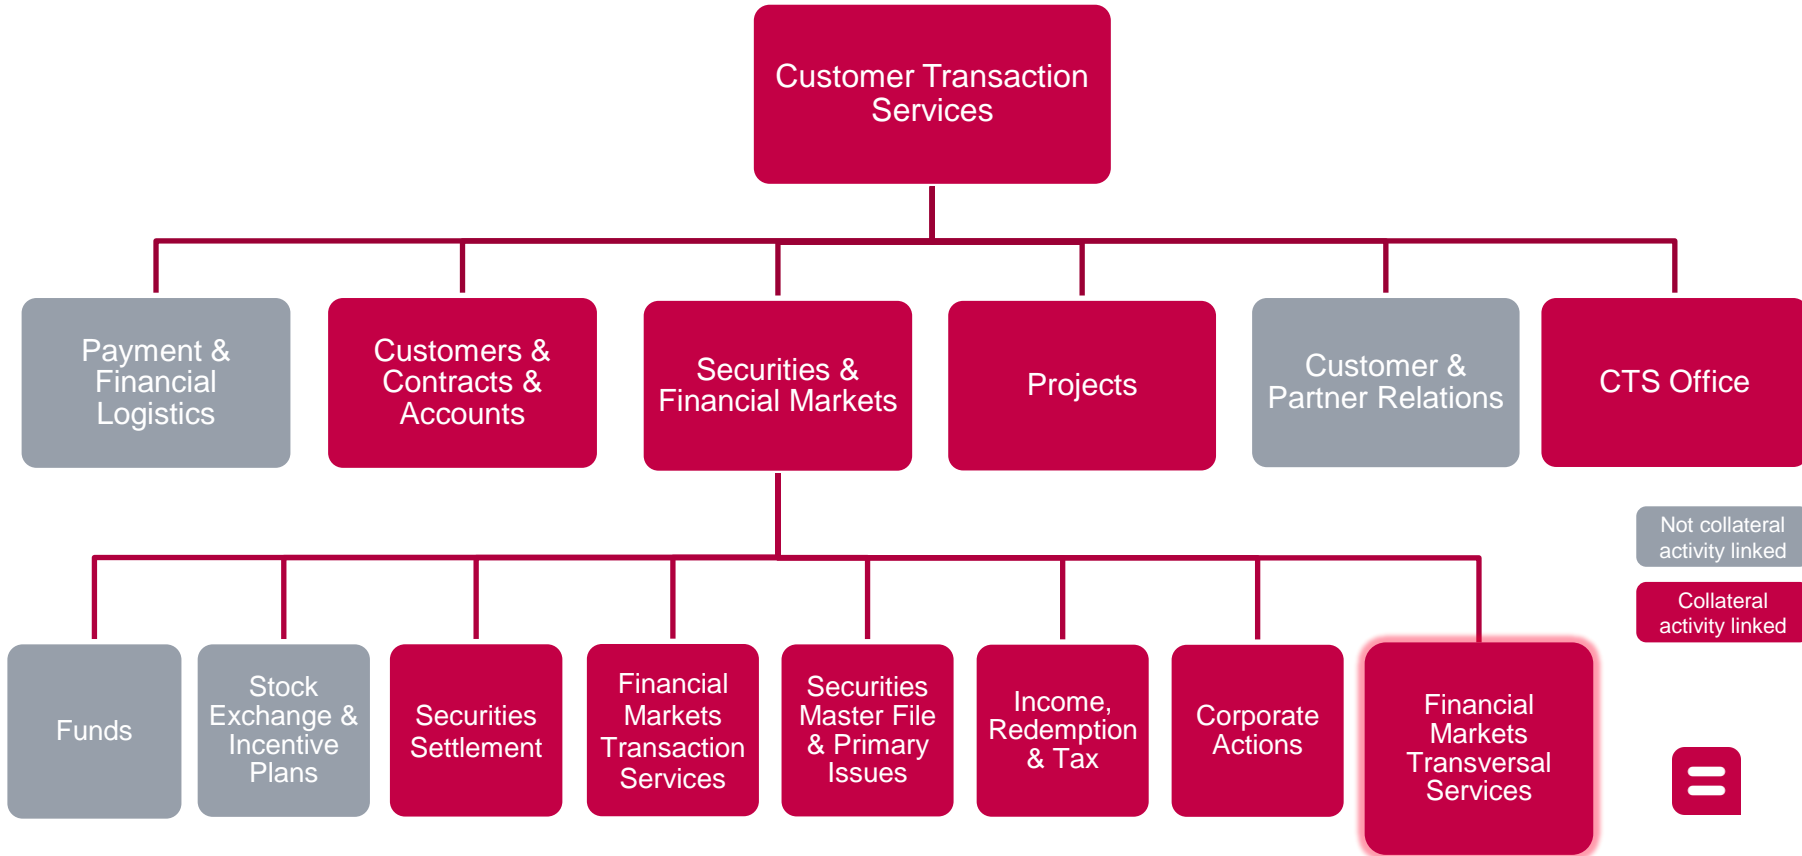 Customer Transaction
Services
Payment &
Financial
Logistics
Customers &
Contracts &
Accounts
Securities &
Financial Markets
Projects
Customer &
Partner Relations
CTS Office
Not collateral
activity linked
Collateral
activity linked
Funds
Stock
Exchange &
Incentive
Plans
Securities
Settlement
Financial
Markets
Transaction
Services
Securities
Master File
& Primary
Issues
Income,
Redemption
& Tax
Corporate
Actions
Financial
Markets
Transversal
Services